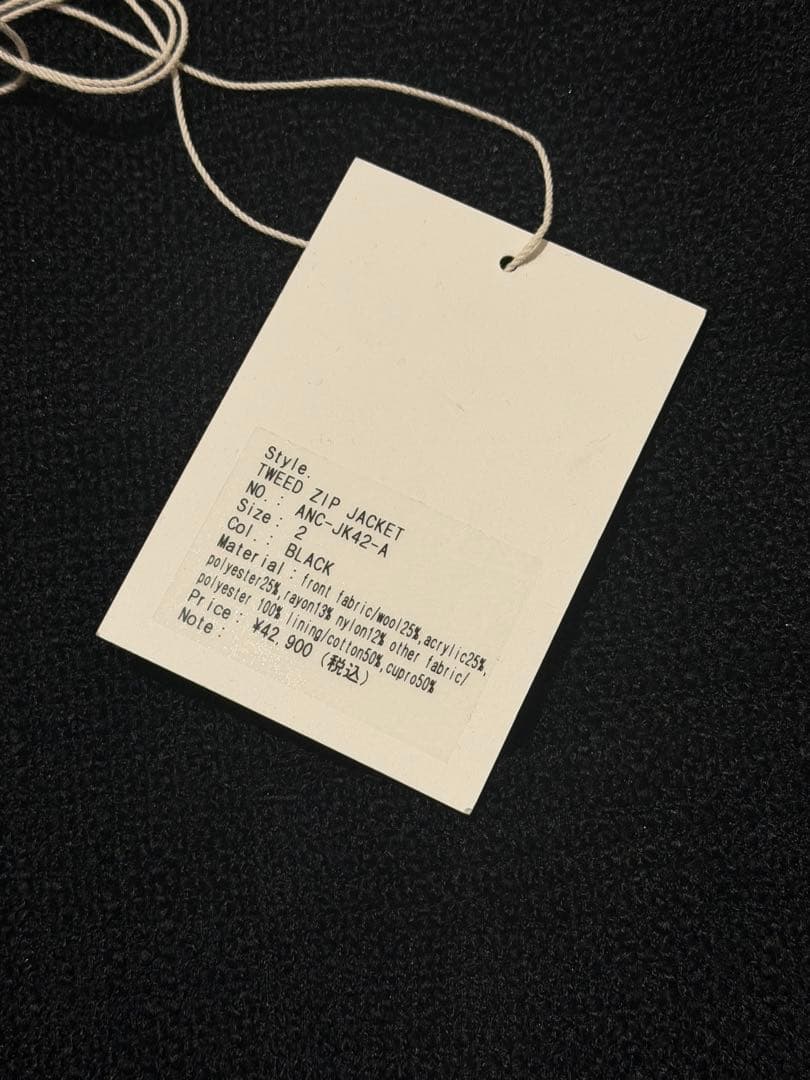 Style.
TWEED ZIP JACKET
NO. : ANC-JK42-A
Size: 2
Col. : BLACK
Material : front fabric/wool25%,acrylic25%,
polyester25%,rayon13% nylon12% other fabric/
polyester 100% lining/cotton50%,cupro50%
Price: ¥42,900 (税込)
Note: